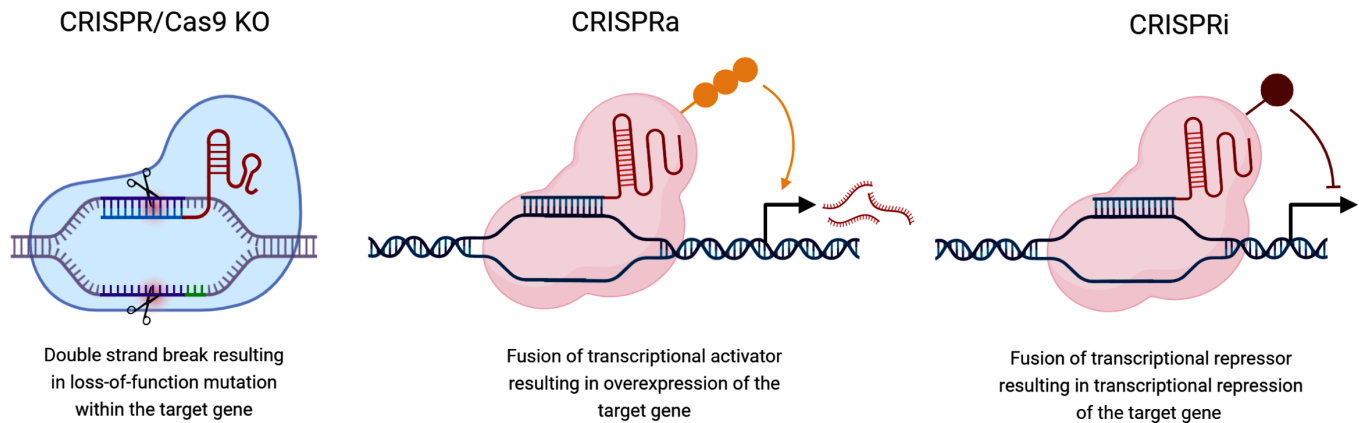 CRISPR/Cas9 KO
Double strand break resulting
in loss-of-function mutation
within the target gene
CRISPRa
Fusion of transcriptional activator
resulting in overexpression of the
target gene
CRISPRi
Fusion of transcriptional repressor
resulting in transcriptional repression
of the target gene